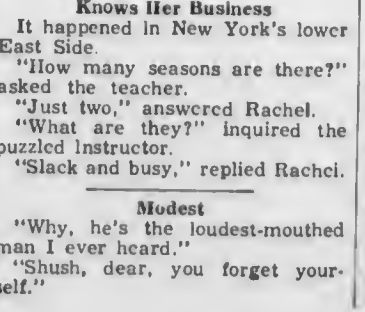 Knows Her Business
It happened in New York's lower
East Side.
"How many seasons are there?"
asked the teacher.
"Just two," answered Rachel.
"What are they?" inquired the
puzzled instructor.
"Slack and busy," replied Rachel.
Modest
"Why, he's the loudest-mouthed
man I ever heard."
"Shush, dear, you forget your-
self."